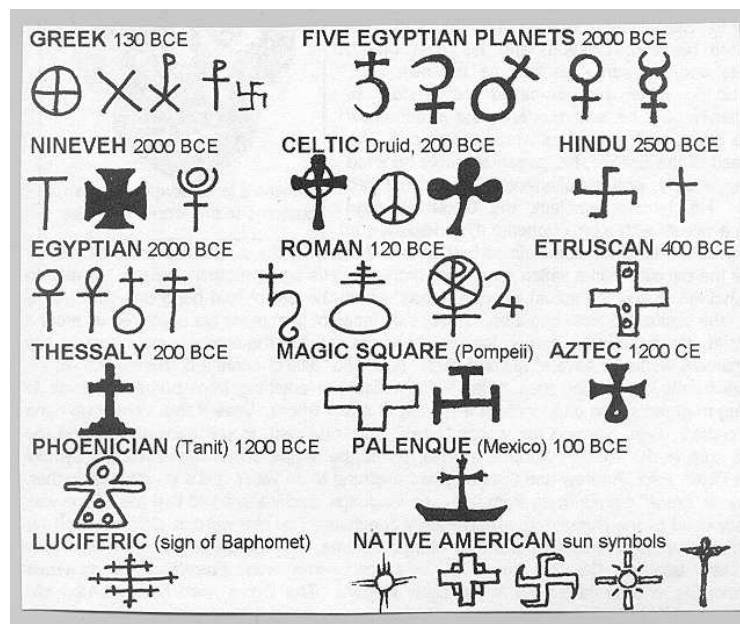 GREEK 130 BCE FIVE EGYPTIAN PLANETS 2000 BCE
NINEVEH 2000 BCE CELTIC Druid, 200 BCE HINDU 2500 BCE
EGYPTIAN 2000 BCE ROMAN 120 BCE ETRUSCAN 400 BCE
THESSALY 200 BCE MAGIC SQUARE (Pompeii) AZTEC 1200 CE
PHOENICIAN (Tanit) 1200 BCE PALENQUE (Mexico) 100 BCE
LUCIFERIC (sign of Baphomet) NATIVE AMERICAN sun symbols